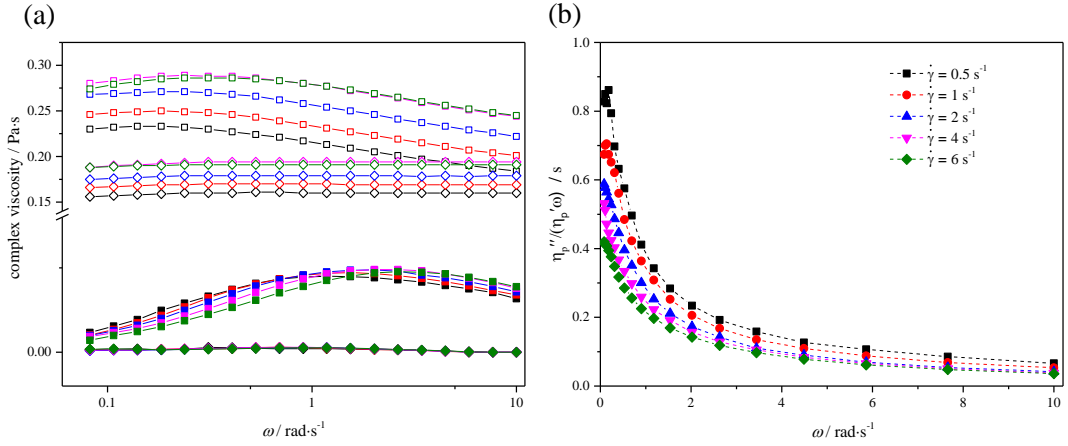 (a)
(b)
complex viscosity / Pa·s
0.30
0.25
0.20
0.15
0.00
0.1
1
10
ω / rad·s⁻¹
ηₚ''/(ηₚ'ω) / s
1.0
0.8
0.6
0.4
0.2
0.0
0
2
4
6
8
10
ω / rad·s⁻¹
γ̇ = 0.5 s⁻¹
γ̇ = 1 s⁻¹
γ̇ = 2 s⁻¹
γ̇ = 4 s⁻¹
γ̇ = 6 s⁻¹